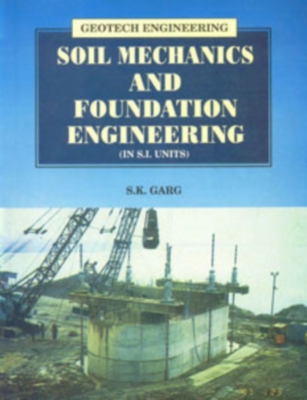 GEOTECH ENGINEERING
SOIL MECHANICS
AND
FOUNDATION
ENGINEERING
(IN S.I. UNITS)
S.K. GARG